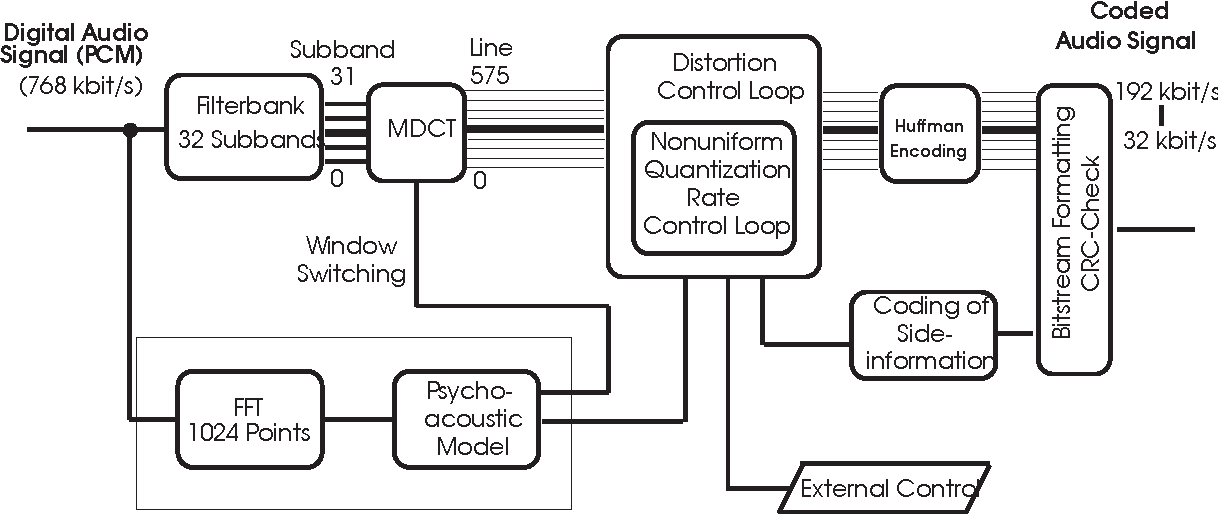 Digital Audio
Signal (PCM)
(768 kbit/s)
Subband
31
0
Filterbank
32 Subbands
MDCT
Line
575
0
Window
Switching
Distortion
Control Loop
Nonuniform
Quantization
Rate
Control Loop
Huffman
Encoding
Coded
Audio Signal
192 kbit/s
32 kbit/s
Bitstream Formatting
CRC-Check
Coding of
Side-
information
FFT
1024 Points
Psycho-
acoustic
Model
External Control